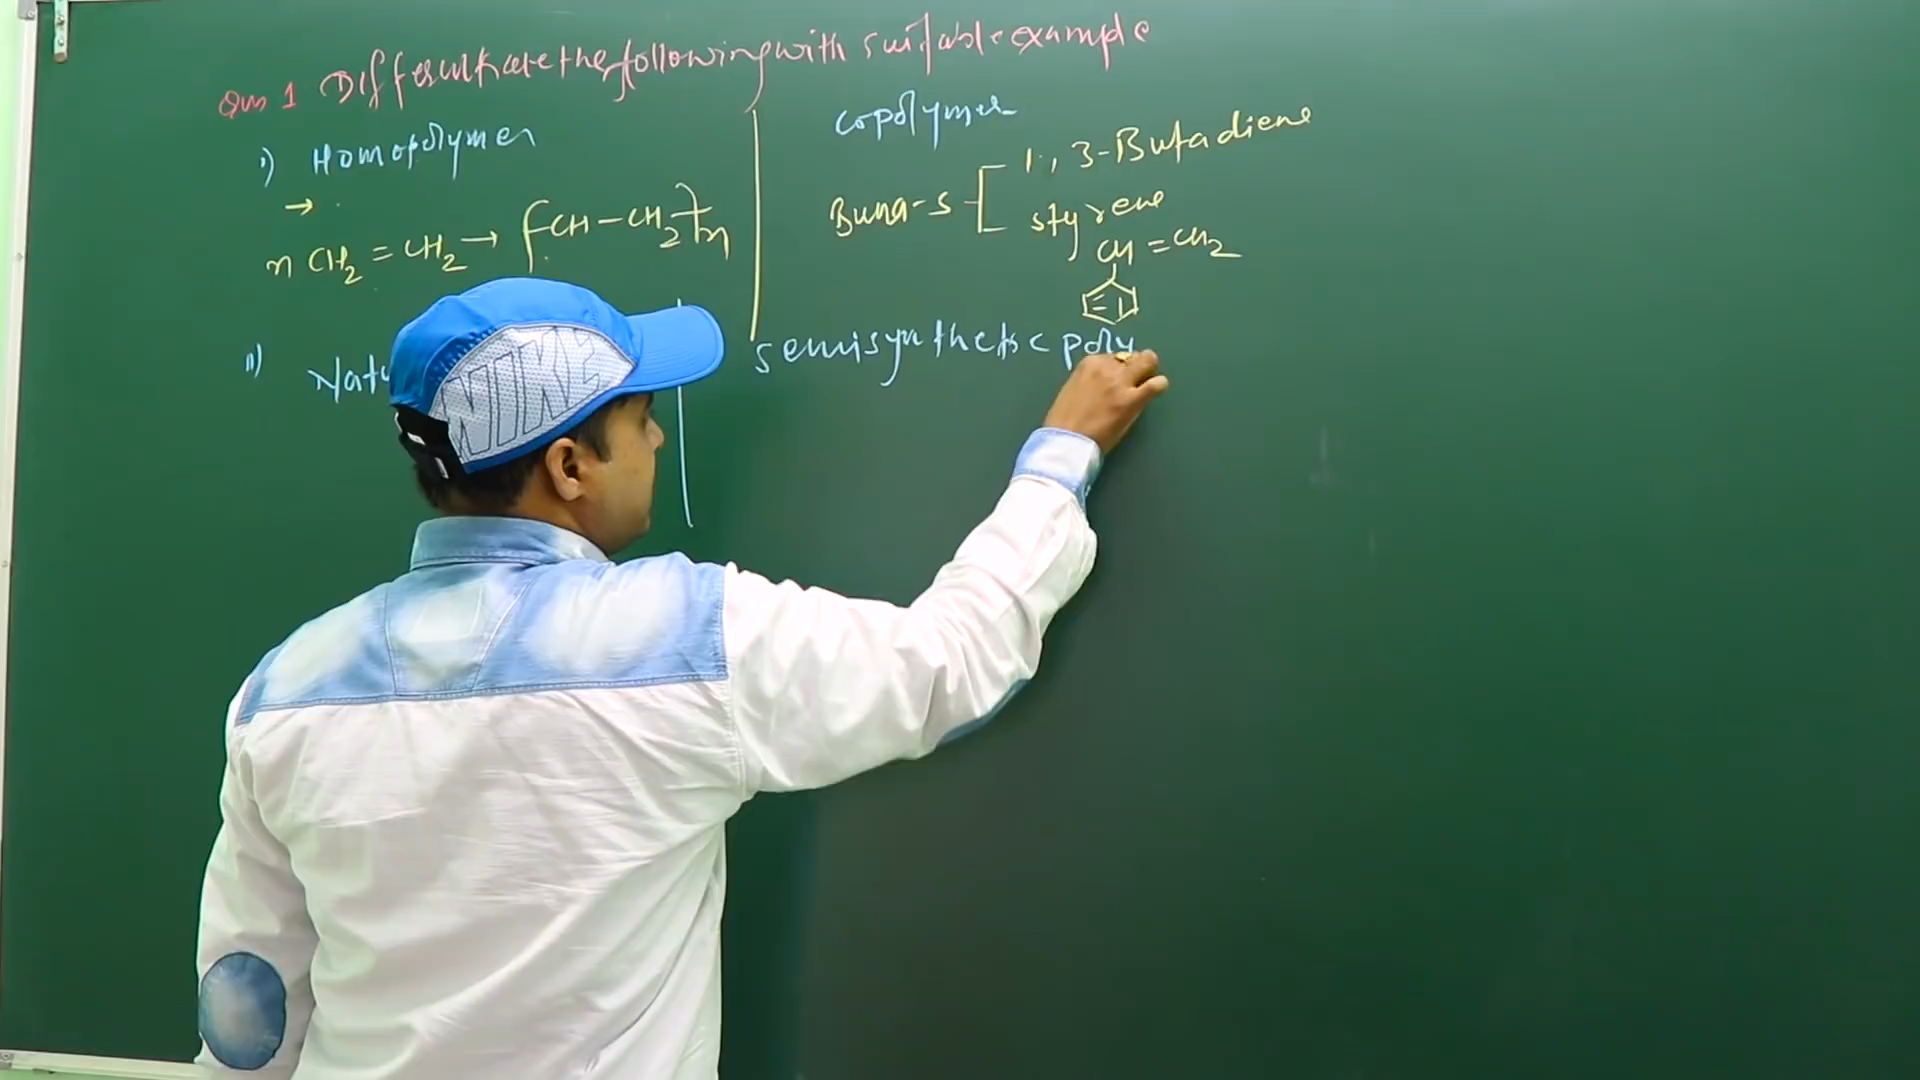 Qus 1 Differentiate the following with suitable example
i) Homopolymer
→
n CH2 = CH2 → [CH - CH2]n
Copolymer
Buna-S
1, 3-Butadiene
styrene
CH = CH2
ii) Natu
semisynthetic poly
NIKE